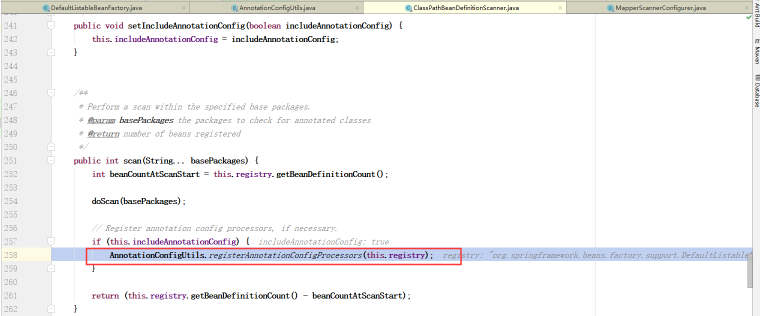 DefaultListableBeanFactory.java × AnnotationConfigUtils.java × ClassPathBeanDefinitionScanner.java × MapperScannerConfigurer.java ×
241 public void setIncludeAnnotationConfig(boolean includeAnnotationConfig) {
242 this.includeAnnotationConfig = includeAnnotationConfig;
243 }
244
245
246 /**
247 * Perform a scan within the specified base packages.
248 * @param basePackages the packages to check for annotated classes
249 * @return number of beans registered
250 */
251 public int scan(String... basePackages) {
252 int beanCountAtScanStart = this.registry.getBeanDefinitionCount();
253
254 doScan(basePackages);
255
256 // Register annotation config processors, if necessary.
257 if (this.includeAnnotationConfig) { includeAnnotationConfig: true
258 AnnotationConfigUtils.registerAnnotationConfigProcessors(this.registry); registry: "org.springframework.beans.factory.support.DefaultListable
259 }
260
261 return (this.registry.getBeanDefinitionCount() - beanCountAtScanStart);
262 }
Ant Build
Maven
Database